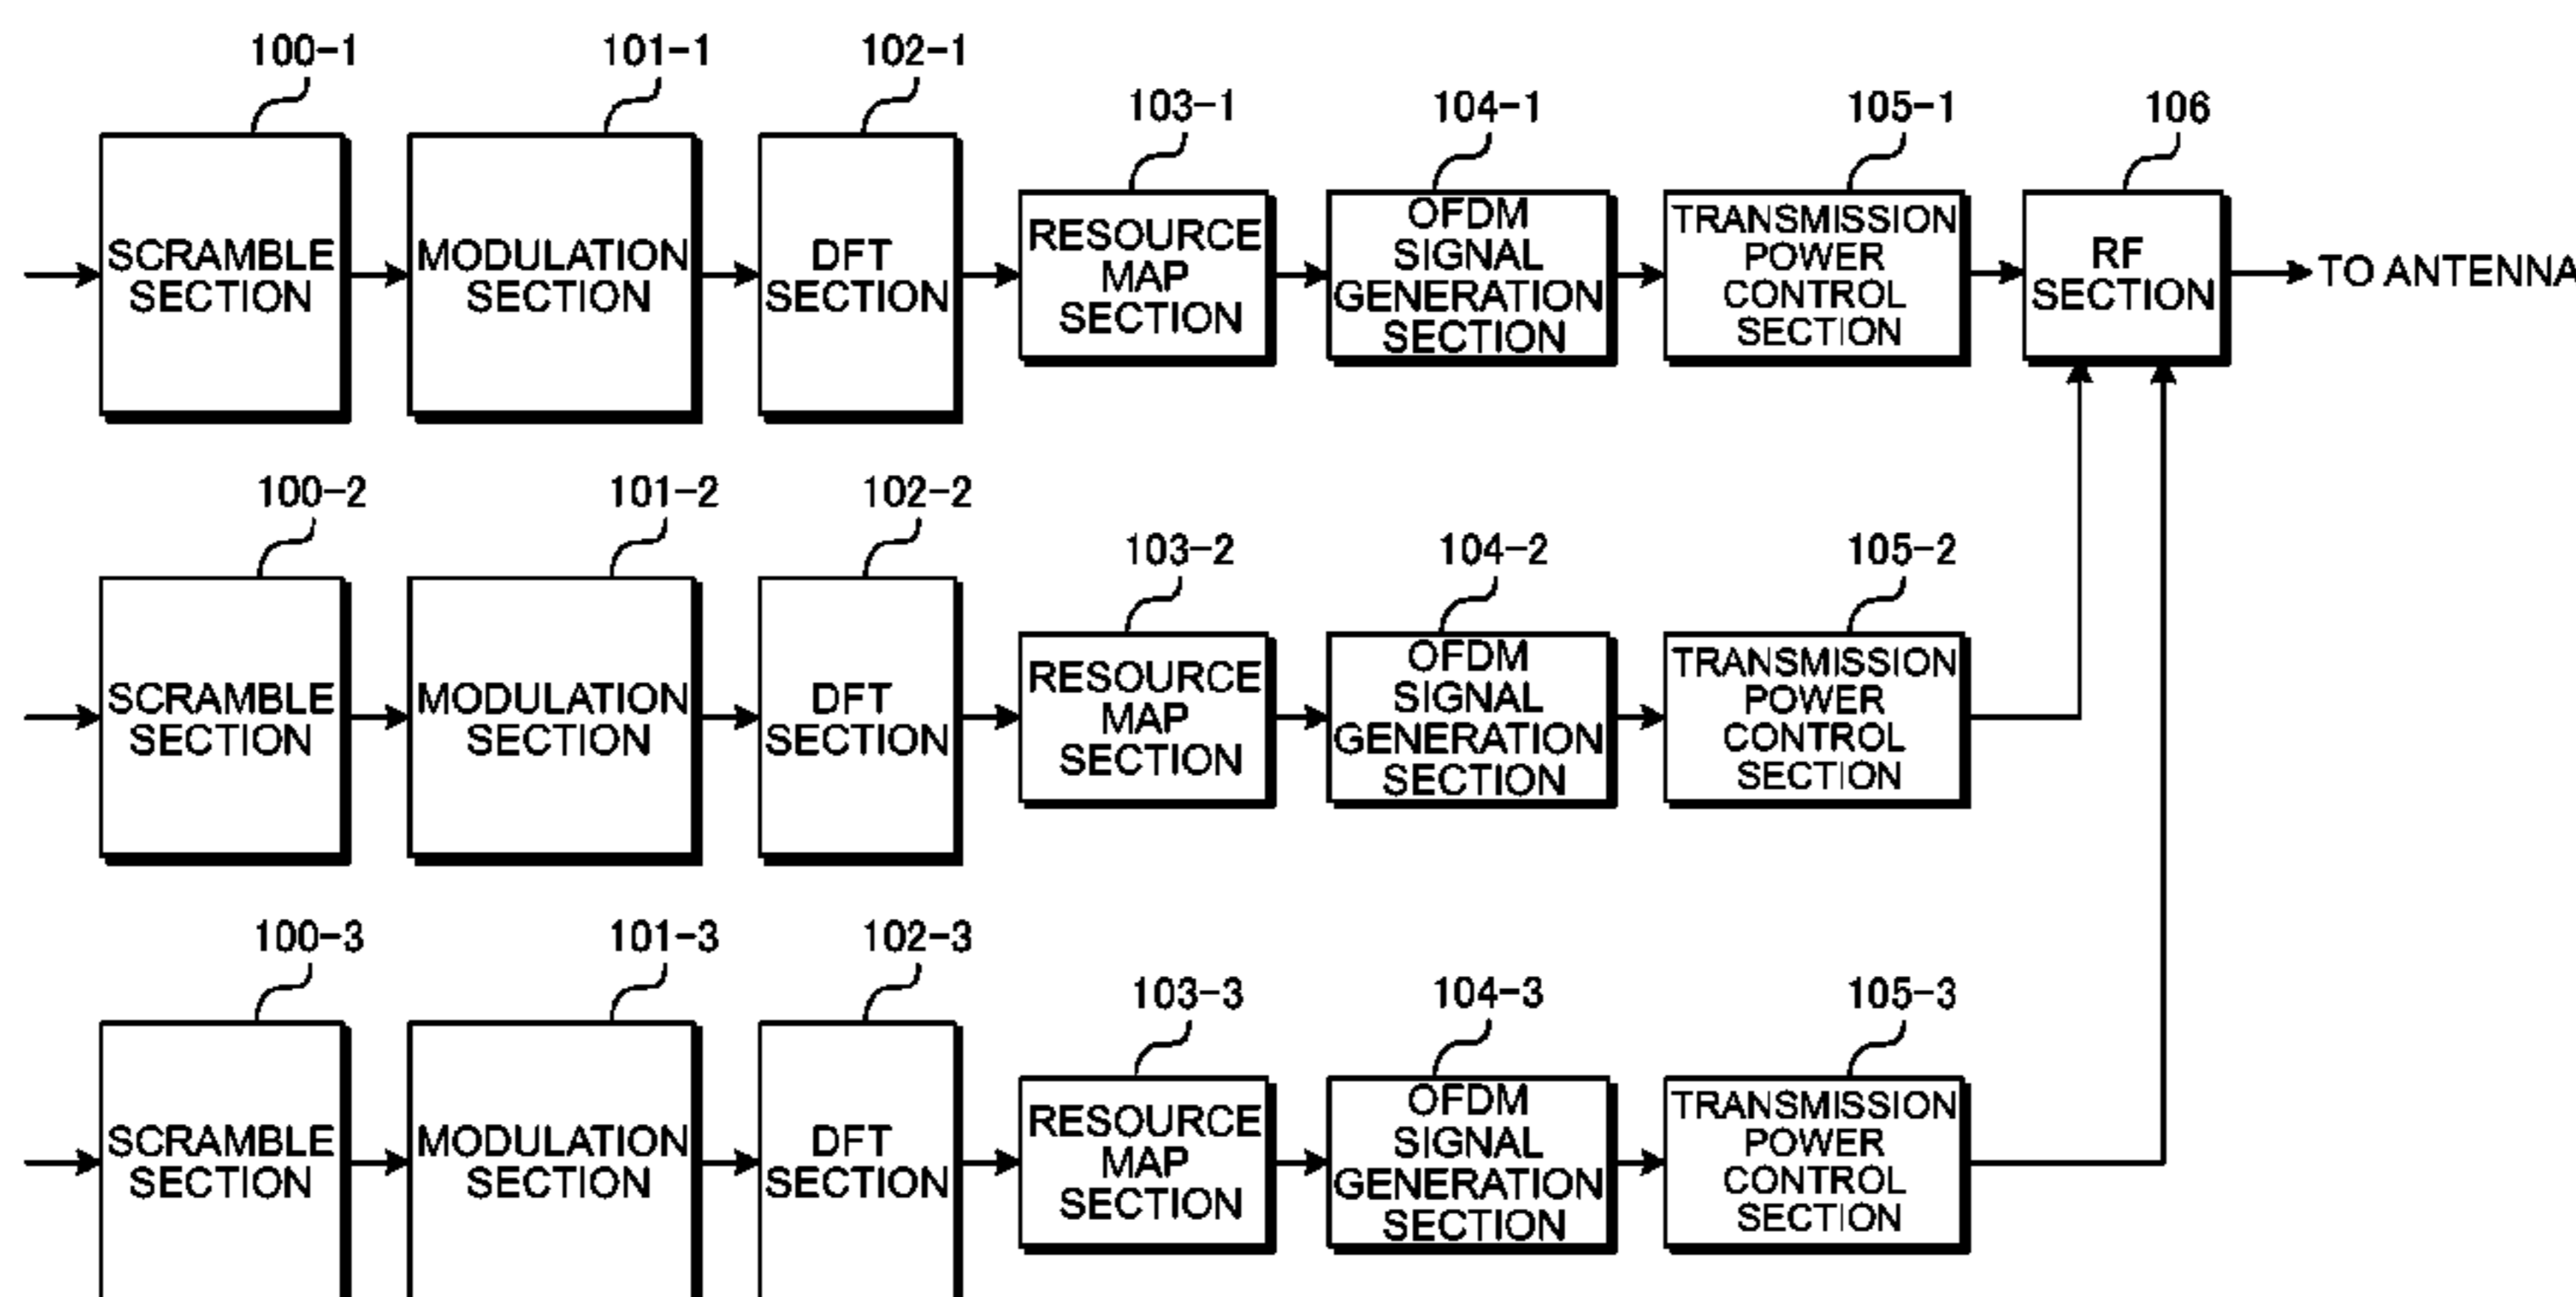 100-1
101-1
102-1
103-1
104-1
105-1
106
SCRAMBLE
SECTION
MODULATION
SECTION
DFT
SECTION
RESOURCE
MAP
SECTION
OFDM
SIGNAL
GENERATION
SECTION
TRANSMISSION
POWER
CONTROL
SECTION
RF
SECTION
TO ANTENNA
100-2
101-2
102-2
103-2
104-2
105-2
SCRAMBLE
SECTION
MODULATION
SECTION
DFT
SECTION
RESOURCE
MAP
SECTION
OFDM
SIGNAL
GENERATION
SECTION
TRANSMISSION
POWER
CONTROL
SECTION
100-3
101-3
102-3
103-3
104-3
105-3
SCRAMBLE
SECTION
MODULATION
SECTION
DFT
SECTION
RESOURCE
MAP
SECTION
OFDM
SIGNAL
GENERATION
SECTION
TRANSMISSION
POWER
CONTROL
SECTION